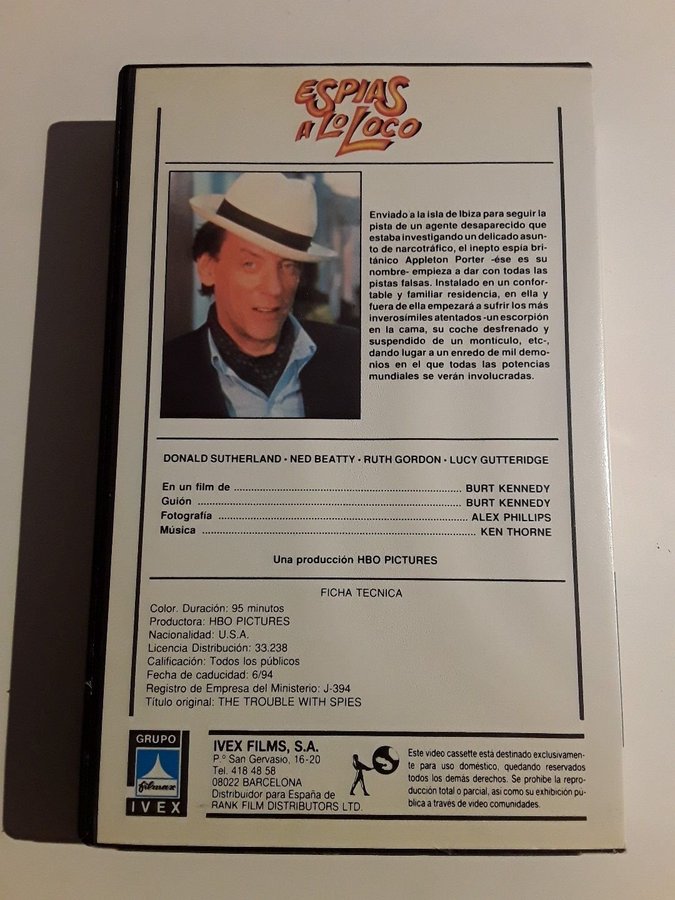 ESPIAS
A LO LOCO
Enviado a la isla de Ibiza para seguir la
pista de un agente desaparecido que
estaba investigando un delicado asun-
to de narcotráfico, el inepto espía bri-
tánico Appleton Porter -ése es su
nombre- empieza a dar con todas las
pistas falsas. Instalado en un confor-
table y familiar residencia, en ella y
fuera de ella empezará a sufrir los más
inverosímiles atentados -un escorpión
en la cama, su coche desfrenado y
suspendido de un montículo, etc-,
dando lugar a un enredo de mil demo-
nios en el que todas las potencias
mundiales se verán involucradas.
DONALD SUTHERLAND - NED BEATTY - RUTH GORDON - LUCY GUTTERIDGE
En un film de ........ BURT KENNEDY
Guión ........ BURT KENNEDY
Fotografía ........ ALEX PHILLIPS
Música ........ KEN THORNE
Una producción HBO PICTURES
FICHA TECNICA
Color. Duración: 95 minutos
Productora: HBO PICTURES
Nacionalidad: U.S.A.
Licencia Distribución: 33.238
Calificación: Todos los públicos
Fecha de caducidad: 6/94
Registro de Empresa del Ministerio: J-394
Título original: THE TROUBLE WITH SPIES
GRUPO
filmax
IVEX
IVEX FILMS, S.A.
P.º San Gervasio, 16-20
Tel. 418 48 58
08022 BARCELONA
Distribuidor para España de
RANK FILM DISTRIBUTORS LTD.
Este video cassette está destinado exclusivamen-
te para uso doméstico, quedando reservados
todos los demás derechos. Se prohibe la repro-
ducción total o parcial, asi como su exhibición pú-
blica a través de video comunidades.